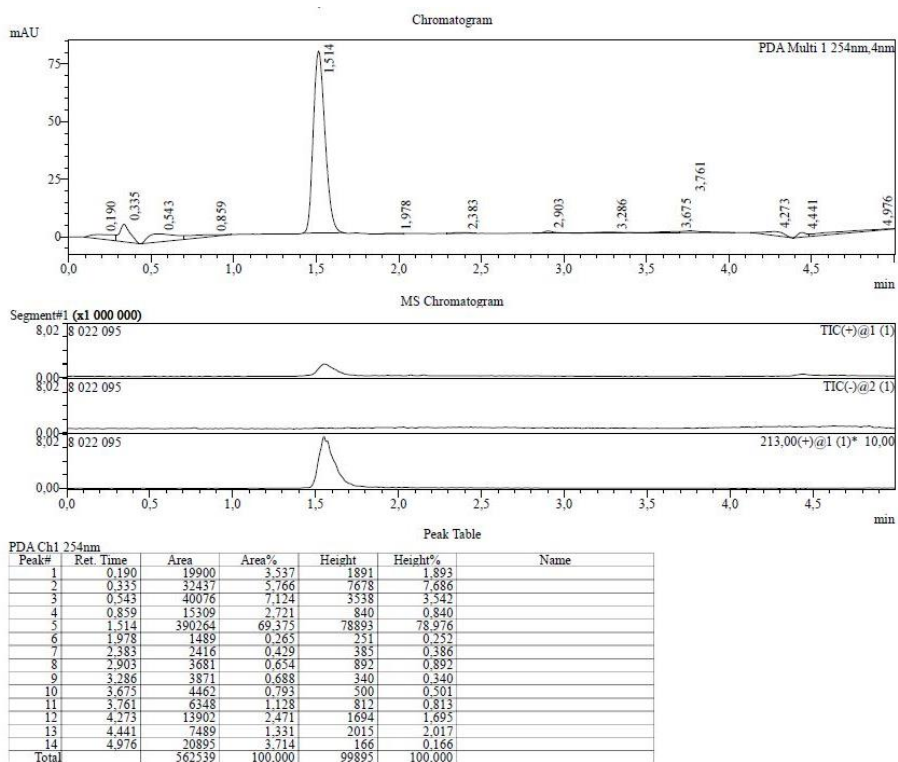 Chromatogram
mAU
PDA Multi 1 254nm,4nm
75
50
25
0
0,190
0,335
0,543
0,859
1,514
1,978
2,383
2,903
3,286
3,675
3,761
4,273
4,441
4,976
0,0 0,5 1,0 1,5 2,0 2,5 3,0 3,5 4,0 4,5
min
MS Chromatogram
Segment#1 (x1 000 000)
8,02 8 022 095 TIC(+)@1 (1)
0,00
8,02 8 022 095 TIC(-)@2 (1)
0,00
8,02 8 022 095 213,00(+)@1 (1)* 10,00
0,00
0,0 0,5 1,0 1,5 2,0 2,5 3,0 3,5 4,0 4,5
min
Peak Table
PDA Ch1 254nm
Peak# Ret. Time Area Area% Height Height% Name
1 0,190 19900 3,537 1891 1,893
2 0,335 32437 5,766 7678 7,686
3 0,543 40076 7,124 3538 3,542
4 0,859 15309 2,721 840 0,840
5 1,514 390264 69,375 78893 78,976
6 1,978 1489 0,265 251 0,252
7 2,383 2416 0,429 385 0,386
8 2,903 3681 0,654 892 0,892
9 3,286 3871 0,688 340 0,340
10 3,675 4462 0,793 500 0,501
11 3,761 6348 1,128 812 0,813
12 4,273 13902 2,471 1694 1,695
13 4,441 7489 1,331 2015 2,017
14 4,976 20895 3,714 166 0,166
Total 562539 100,000 99895 100,000